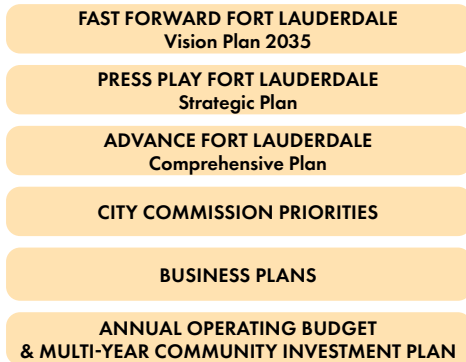 FAST FORWARD FORT LAUDERDALE
Vision Plan 2035
PRESS PLAY FORT LAUDERDALE
Strategic Plan
ADVANCE FORT LAUDERDALE
Comprehensive Plan
CITY COMMISSION PRIORITIES
BUSINESS PLANS
ANNUAL OPERATING BUDGET
& MULTI-YEAR COMMUNITY INVESTMENT PLAN